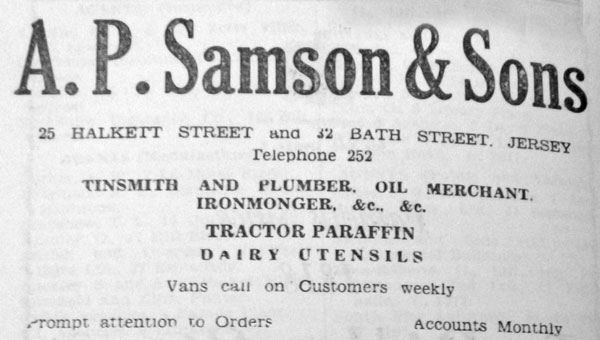 A. P. Samson & Sons
25 HALKETT STREET and 32 BATH STREET, JERSEY
Telephone 252
TINSMITH AND PLUMBER, OIL MERCHANT,
IRONMONGER, &c., &c.
TRACTOR PARAFFIN
DAIRY UTENSILS
Vans call on Customers weekly
Prompt attention to Orders
Accounts Monthly